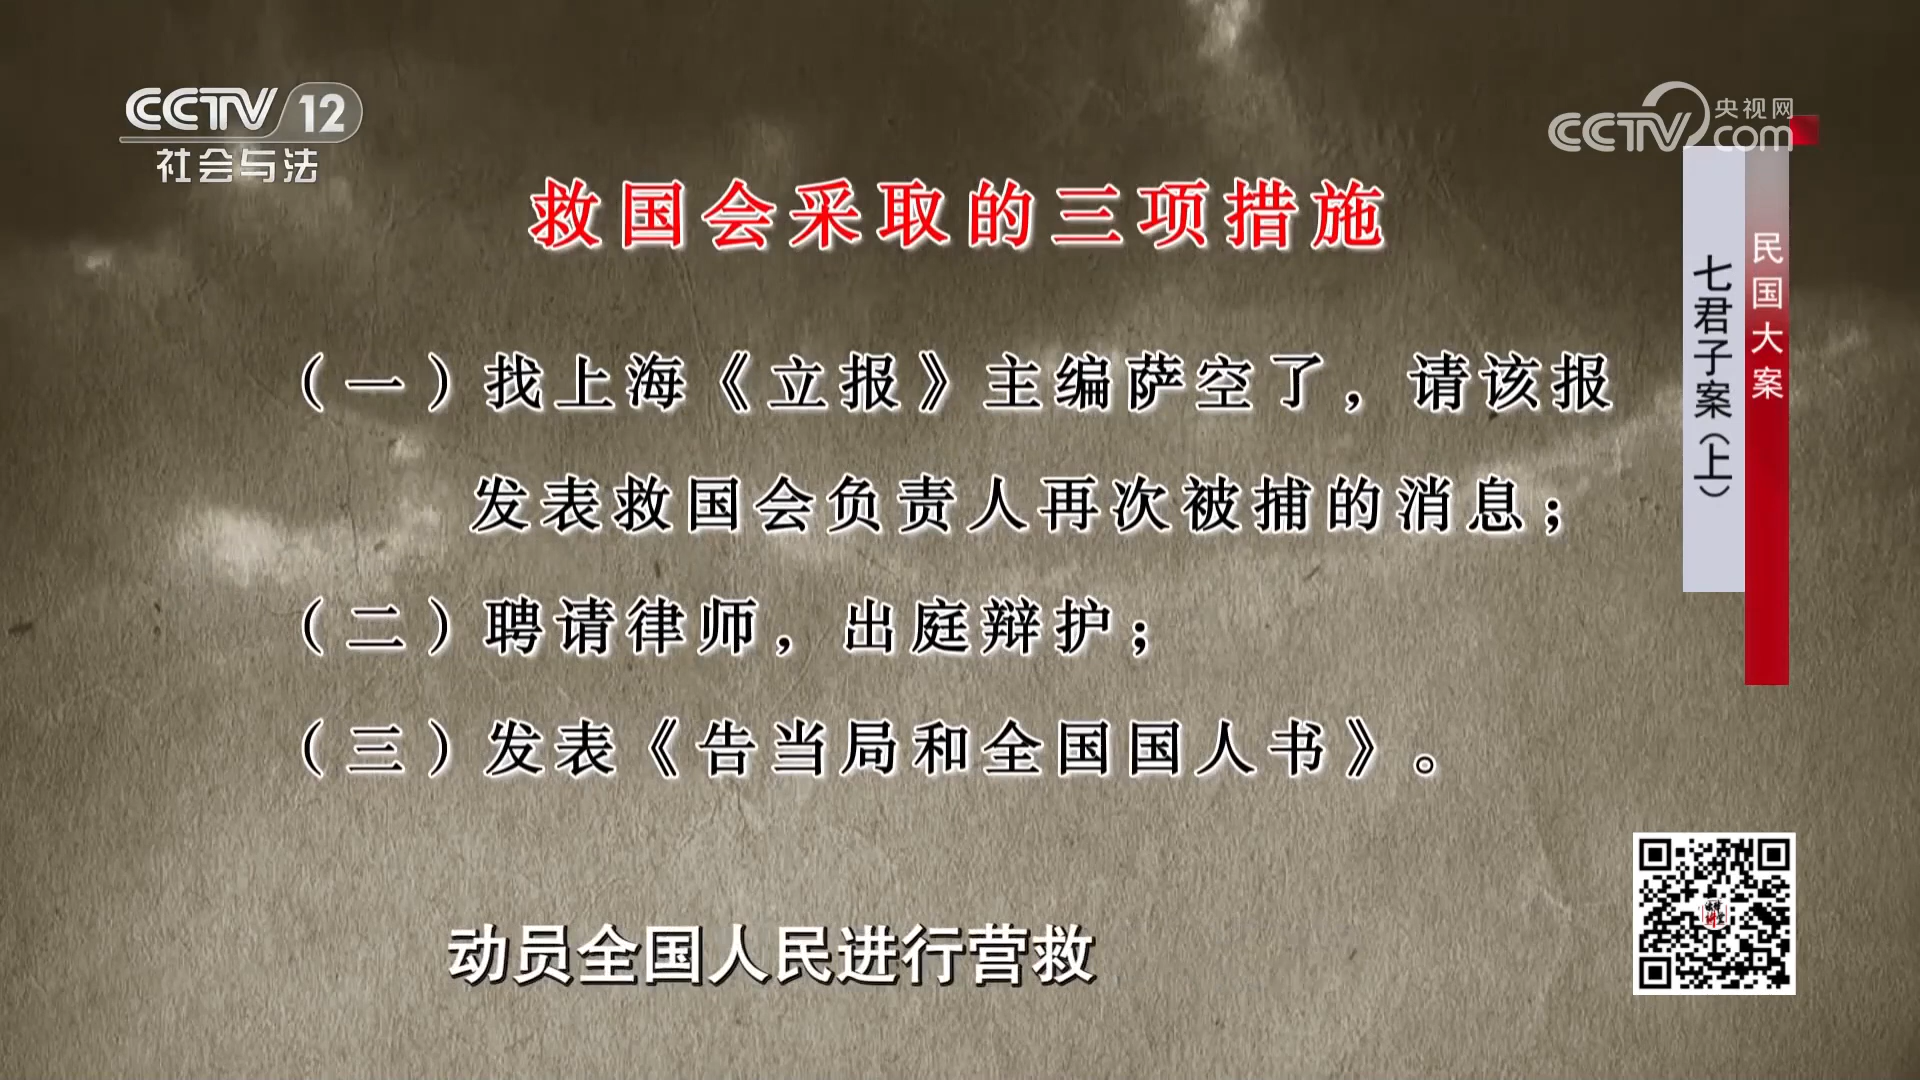 CCTV 12
社会与法
央视网
CCTV.com
救国会采取的三项措施
（一）找上海《立报》主编萨空了，请该报
发表救国会负责人再次被捕的消息；
（二）聘请律师，出庭辩护；
（三）发表《告当局和全国国人书》。
民国大案
七君子案（上）
动员全国人民进行营救